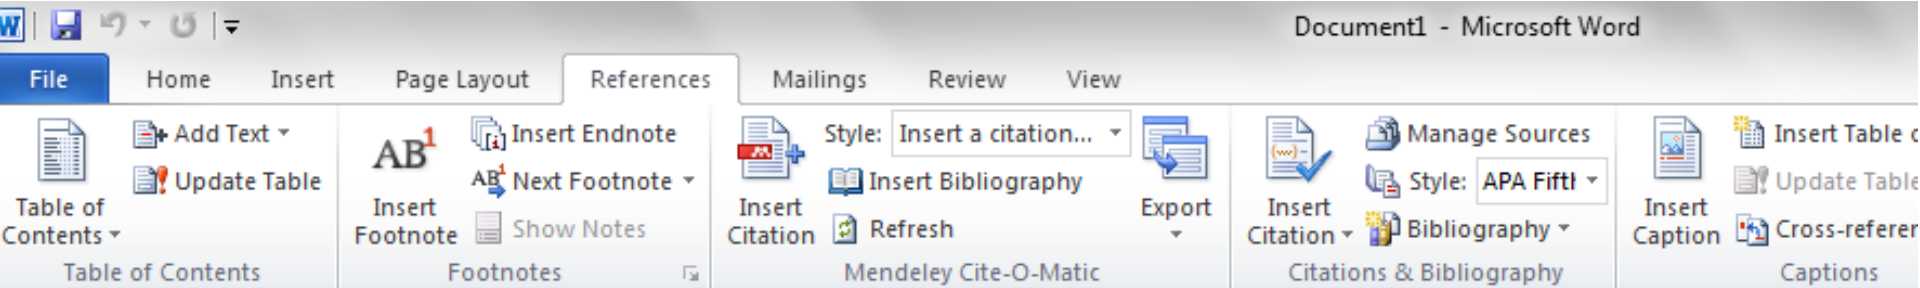 Document1 - Microsoft Word
File Home Insert Page Layout References Mailings Review View
Add Text
Update Table
Table of
Contents
Table of Contents
AB1
Insert
Footnote
Insert Endnote
Next Footnote
Show Notes
Footnotes
Insert
Citation
Style: Insert a citation...
Insert Bibliography
Refresh
Export
Mendeley Cite-O-Matic
Insert
Citation
Manage Sources
Style: APA Fift
Bibliography
Citations & Bibliography
Insert
Caption
Insert Table
Update Table
Cross-refere
Captions